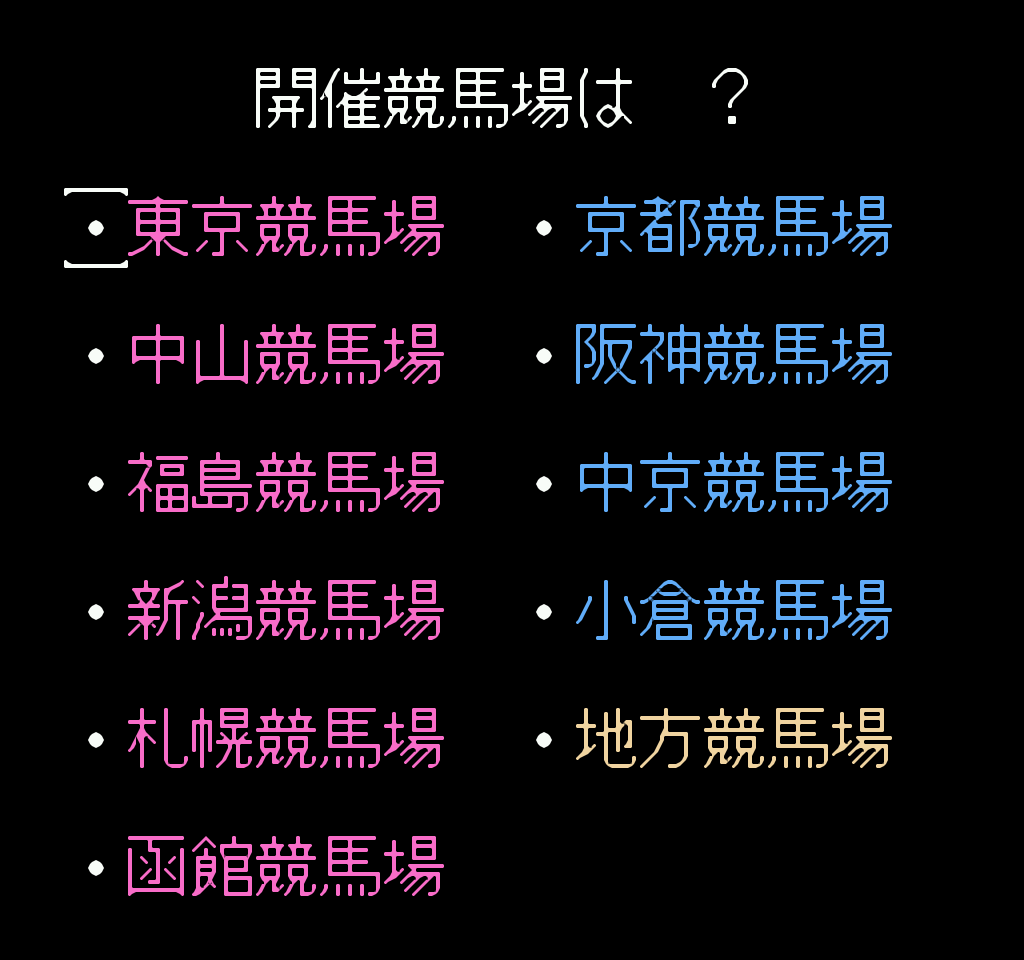 開催競馬場は ?
・東京競馬場 ・京都競馬場
・中山競馬場 ・阪神競馬場
・福島競馬場 ・中京競馬場
・新潟競馬場 ・小倉競馬場
・札幌競馬場 ・地方競馬場
・函館競馬場